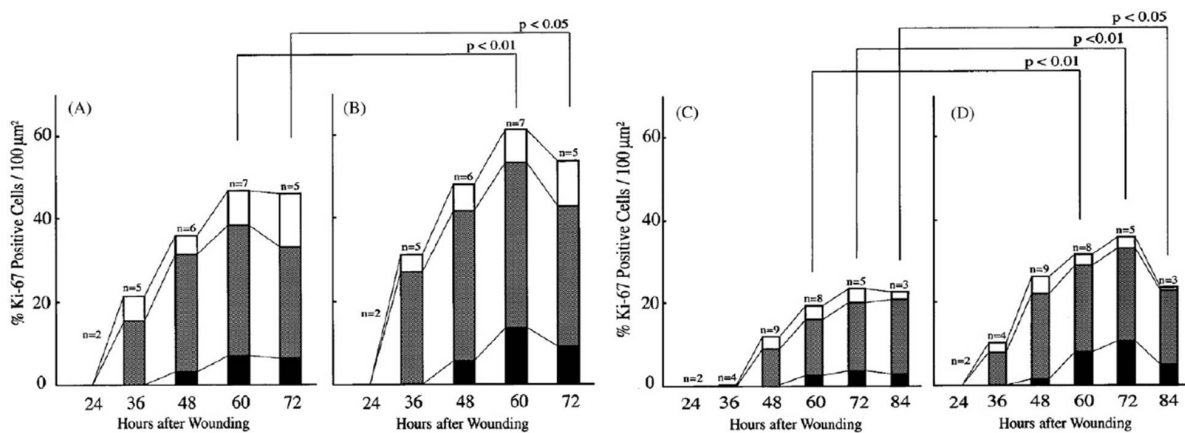 p < 0.05
p < 0.01
(A)
(B)
% Ki-67 Positive Cells / 100 µm²
60
40
20
0
n=2
n=5
n=6
n=7
n=5
n=2
n=5
n=6
n=7
n=5
24 36 48 60 72
24 36 48 60 72
Hours after Wounding
Hours after Wounding
p < 0.05
p <0.01
p < 0.01
(C)
(D)
% Ki-67 Positive Cells / 100 µm²
60
40
20
0
n=2
n=4
n=9
n=8
n=5
n=3
n=2
n=4
n=9
n=8
n=5
n=3
24 36 48 60 72 84
24 36 48 60 72 84
Hours after Wounding
Hours after Wounding